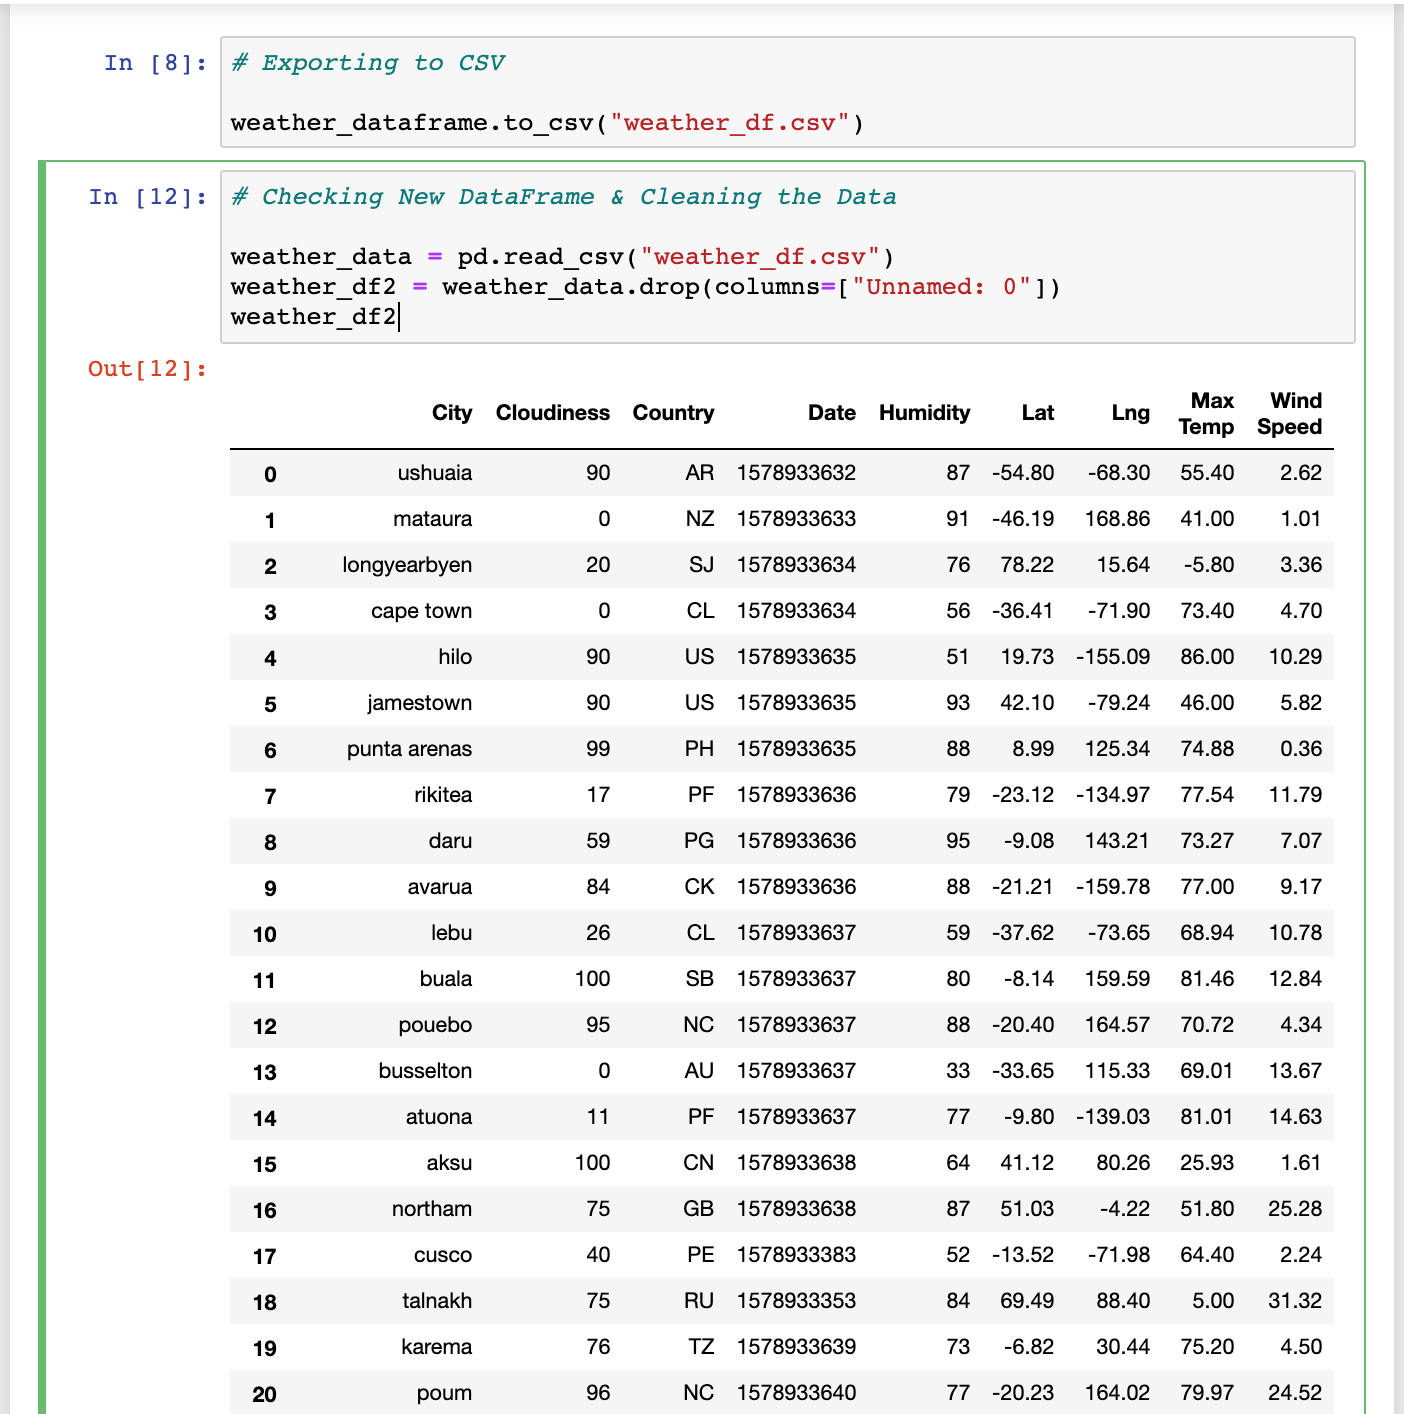 In [8]: # Exporting to CSV
weather_dataframe.to_csv("weather_df.csv")
In [12]: # Checking New DataFrame & Cleaning the Data
weather_data = pd.read_csv("weather_df.csv")
weather_df2 = weather_data.drop(columns=["Unnamed: 0"])
weather_df2
Out[12]:
City Cloudiness Country Date Humidity Lat Lng Max Temp Wind Speed
0 ushuaia 90 AR 1578933632 87 -54.80 -68.30 55.40 2.62
1 mataura 0 NZ 1578933633 91 -46.19 168.86 41.00 1.01
2 longyearbyen 20 SJ 1578933634 76 78.22 15.64 -5.80 3.36
3 cape town 0 CL 1578933634 56 -36.41 -71.90 73.40 4.70
4 hilo 90 US 1578933635 51 19.73 -155.09 86.00 10.29
5 jamestown 90 US 1578933635 93 42.10 -79.24 46.00 5.82
6 punta arenas 99 PH 1578933635 88 8.99 125.34 74.88 0.36
7 rikitea 17 PF 1578933636 79 -23.12 -134.97 77.54 11.79
8 daru 59 PG 1578933636 95 -9.08 143.21 73.27 7.07
9 avarua 84 CK 1578933636 88 -21.21 -159.78 77.00 9.17
10 lebu 26 CL 1578933637 59 -37.62 -73.65 68.94 10.78
11 buala 100 SB 1578933637 80 -8.14 159.59 81.46 12.84
12 pouebo 95 NC 1578933637 88 -20.40 164.57 70.72 4.34
13 busselton 0 AU 1578933637 33 -33.65 115.33 69.01 13.67
14 atuona 11 PF 1578933637 77 -9.80 -139.03 81.01 14.63
15 aksu 100 CN 1578933638 64 41.12 80.26 25.93 1.61
16 northam 75 GB 1578933638 87 51.03 -4.22 51.80 25.28
17 cusco 40 PE 1578933383 52 -13.52 -71.98 64.40 2.24
18 talnakh 75 RU 1578933353 84 69.49 88.40 5.00 31.32
19 karema 76 TZ 1578933639 73 -6.82 30.44 75.20 4.50
20 poum 96 NC 1578933640 77 -20.23 164.02 79.97 24.52